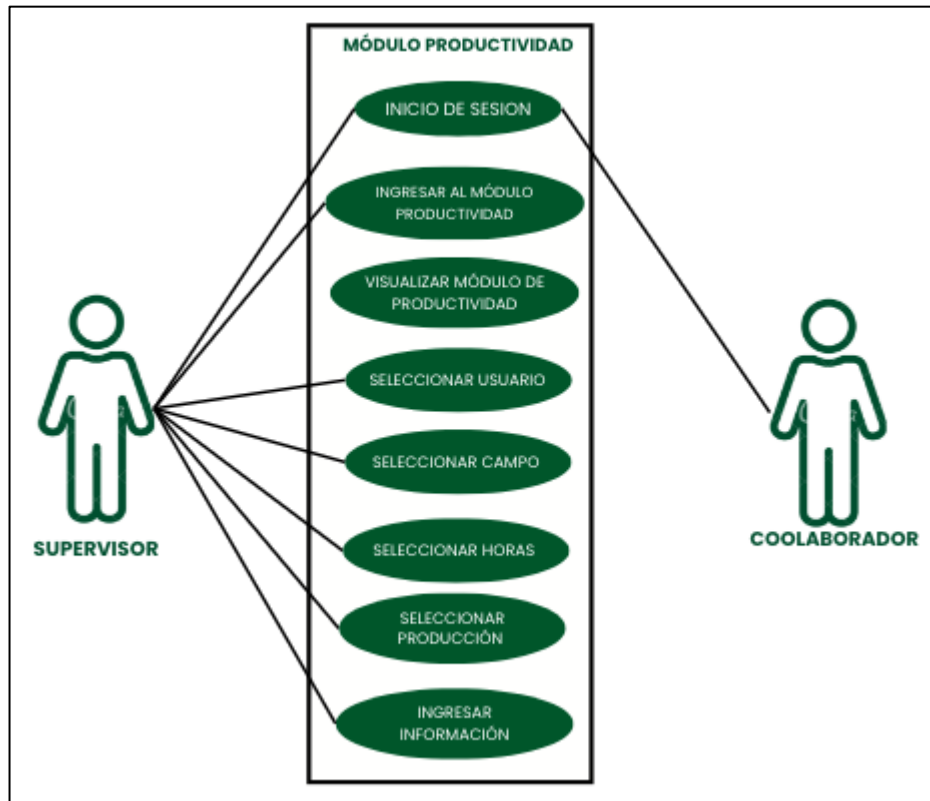 MÓDULO PRODUCTIVIDAD
INICIO DE SESION
INGRESAR AL MÓDULO
PRODUCTIVIDAD
VISUALIZAR MÓDULO DE
PRODUCTIVIDAD
SELECCIONAR USUARIO
SELECCIONAR CAMPO
SELECCIONAR HORAS
SELECCIONAR
PRODUCCIÓN
INGRESAR
INFORMACIÓN
SUPERVISOR
COOLABORADOR